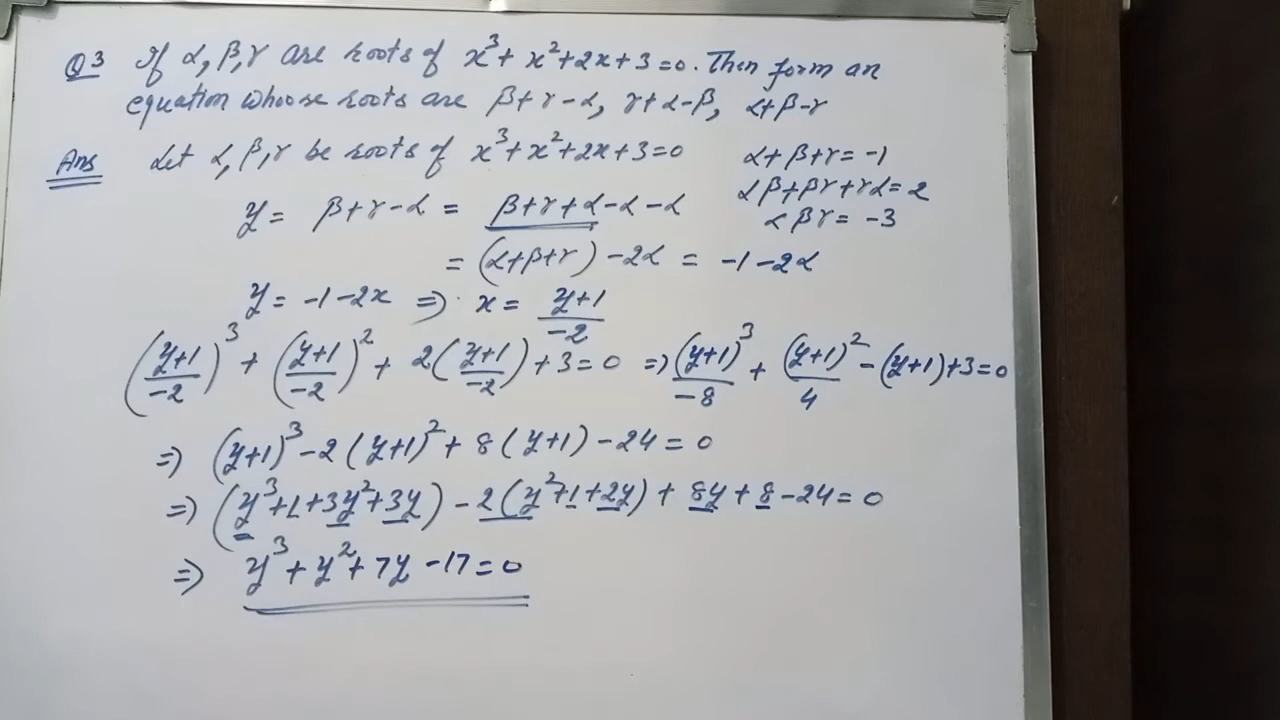 Q3 If α, β, γ are roots of x³ + x² + 2x + 3 = 0. Then form an
equation whose roots are β + γ - α, γ + α - β, α + β - γ
Ans Let α, β, γ be roots of x³ + x² + 2x + 3 = 0
α + β + γ = -1
αβ + βγ + γα = 2
αβγ = -3
y = β + γ - α = β + γ + α - α - α
= (α + β + γ) - 2α = -1 - 2α
y = -1 - 2x ⇒ x = (y+1)/-2
((y+1)/-2)³ + ((y+1)/-2)² + 2((y+1)/-2) + 3 = 0 ⇒ (y+1)³/-8 + (y+1)²/4 - (y+1) + 3 = 0
⇒ (y+1)³ - 2(y+1)² + 8(y+1) - 24 = 0
⇒ (y³ + 1 + 3y² + 3y) - 2(y² + 1 + 2y) + 8y + 8 - 24 = 0
⇒ y³ + y² + 7y - 17 = 0